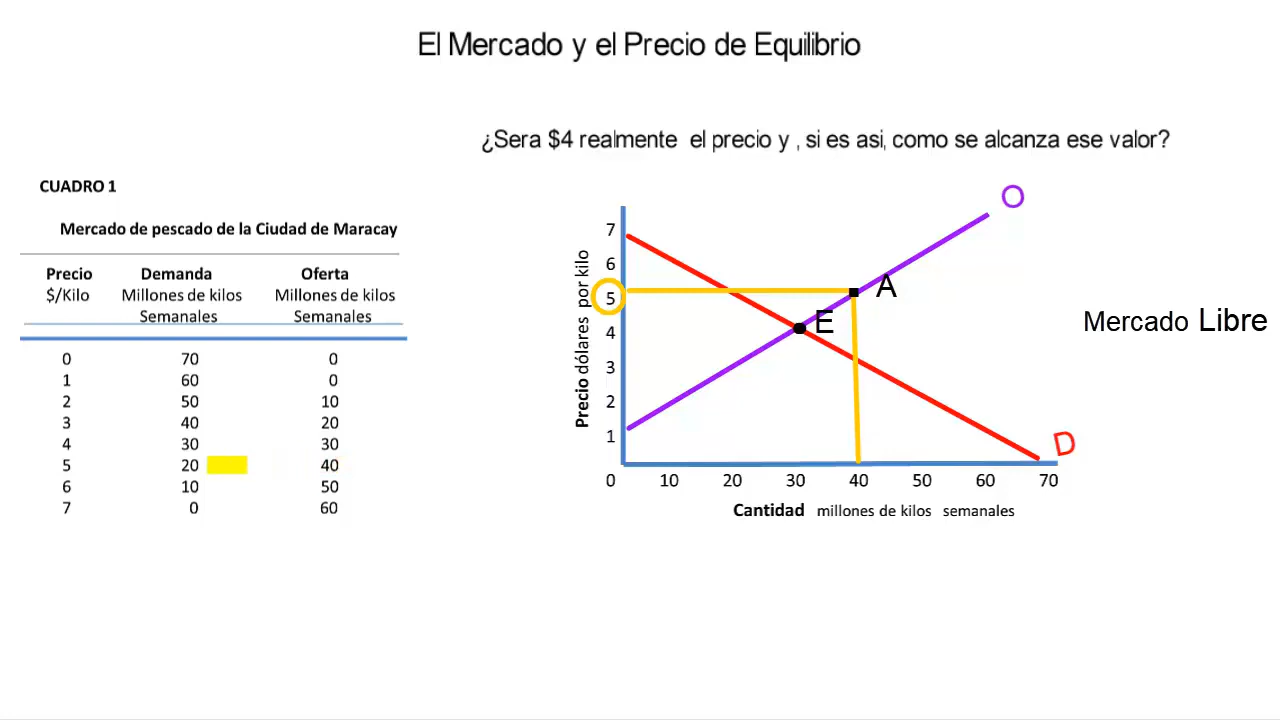 El Mercado y el Precio de Equilibrio
¿Sera $4 realmente el precio y , si es asi, como se alcanza ese valor?
CUADRO 1
Mercado de pescado de la Ciudad de Maracay
Precio Demanda Oferta
$/Kilo Millones de kilos Millones de kilos
Semanales Semanales
0 70 0
1 60 0
2 50 10
3 40 20
4 30 30
5 20 40
6 10 50
7 0 60
Precio dólares por kilo
7
6
5
4
3
2
1
0 10 20 30 40 50 60 70
Cantidad millones de kilos semanales
O
A
E
D
Mercado Libre